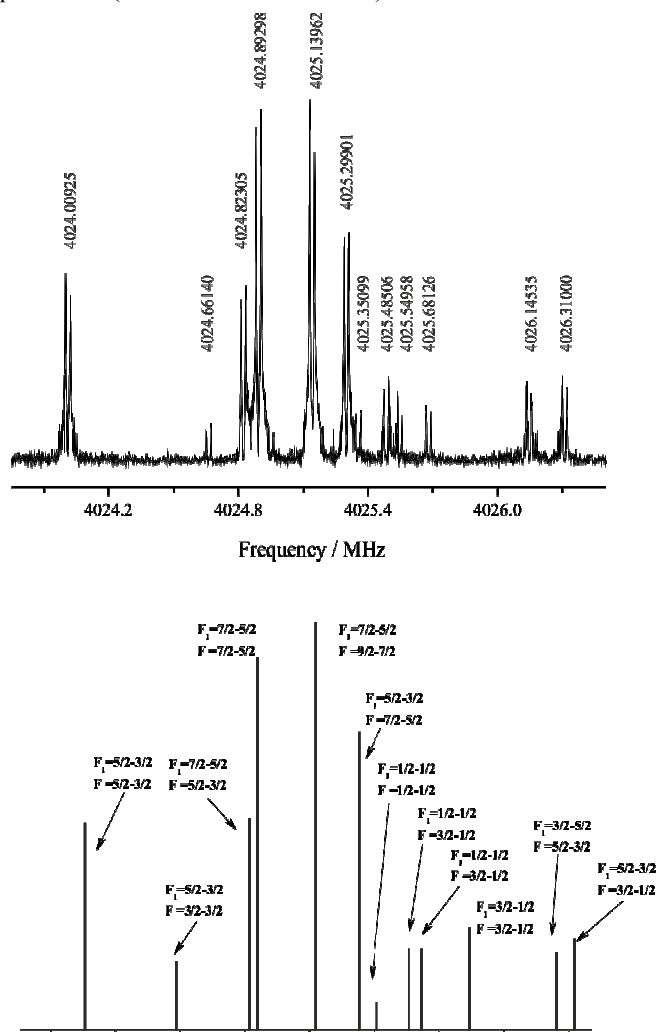 4024.00925
4024.66140
4024.82305
4024.89298
4025.13962
4025.29901
4025.35099
4025.48506
4025.54958
4025.68126
4026.14535
4026.31000
4024.2
4024.8
4025.4
4026.0
Frequency / MHz
F₁=7/2-5/2
F=7/2-5/2
F₁=7/2-5/2
F=9/2-7/2
F₁=5/2-3/2
F=7/2-5/2
F₁=5/2-3/2
F=5/2-3/2
F₁=7/2-5/2
F=5/2-3/2
F₁=1/2-1/2
F=1/2-1/2
F₁=1/2-1/2
F=3/2-1/2
F₁=3/2-5/2
F=5/2-3/2
F₁=1/2-1/2
F=3/2-1/2
F₁=5/2-3/2
F=3/2-1/2
F₁=5/2-3/2
F=3/2-3/2
F₁=3/2-1/2
F=3/2-1/2